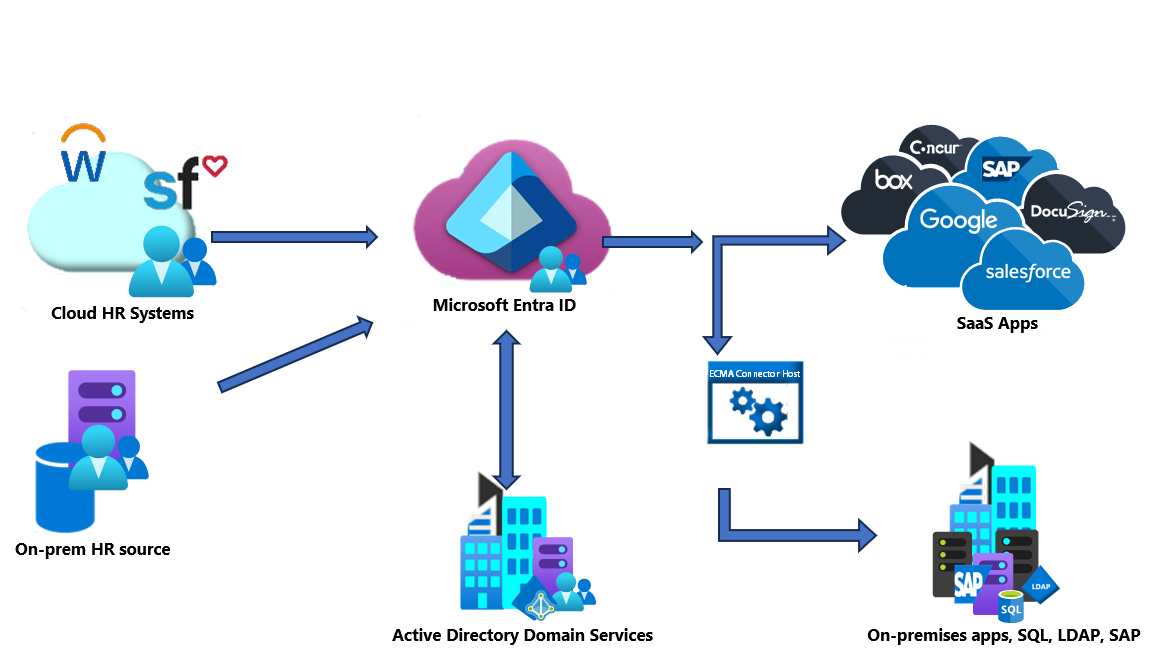 W
sf
Cloud HR Systems
Microsoft Entra ID
Concur
SAP
box
DocuSign
Google
salesforce
SaaS Apps
ECMA Connector Host
On-prem HR source
Active Directory Domain Services
SAP
LDAP
SQL
On-premises apps, SQL, LDAP, SAP